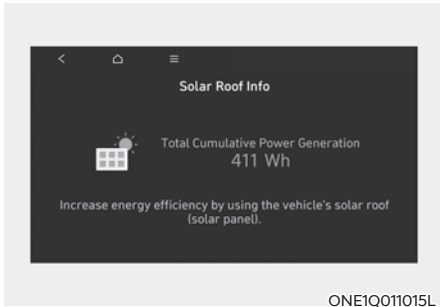 Solar Roof Info
Total Cumulative Power Generation
411 Wh
Increase energy efficiency by using the vehicle's solar roof
(solar panel).
ONE1Q011015L